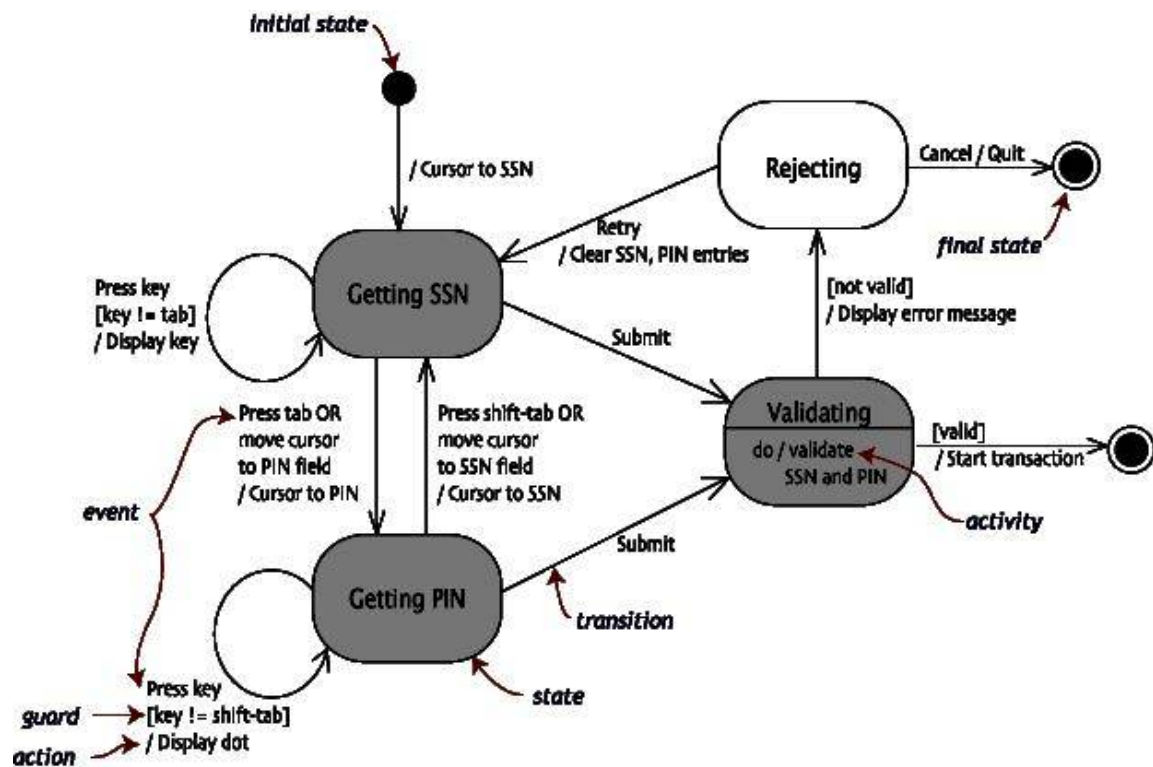 initial state
/ Cursor to SSN
Rejecting
Cancel / Quit
final state
Retry
/ Clear SSN, PIN entries
Press key
[key != tab]
/ Display key
Getting SSN
[not valid]
/ Display error message
Submit
Press tab OR
move cursor
to PIN field
/ Cursor to PIN
Press shift-tab OR
move cursor
to SSN field
/ Cursor to SSN
Validating
do / validate
SSN and PIN
[valid]
/ Start transaction
event
activity
Submit
Getting PIN
transition
state
Press key
guard [key != shift-tab]
action / Display dot